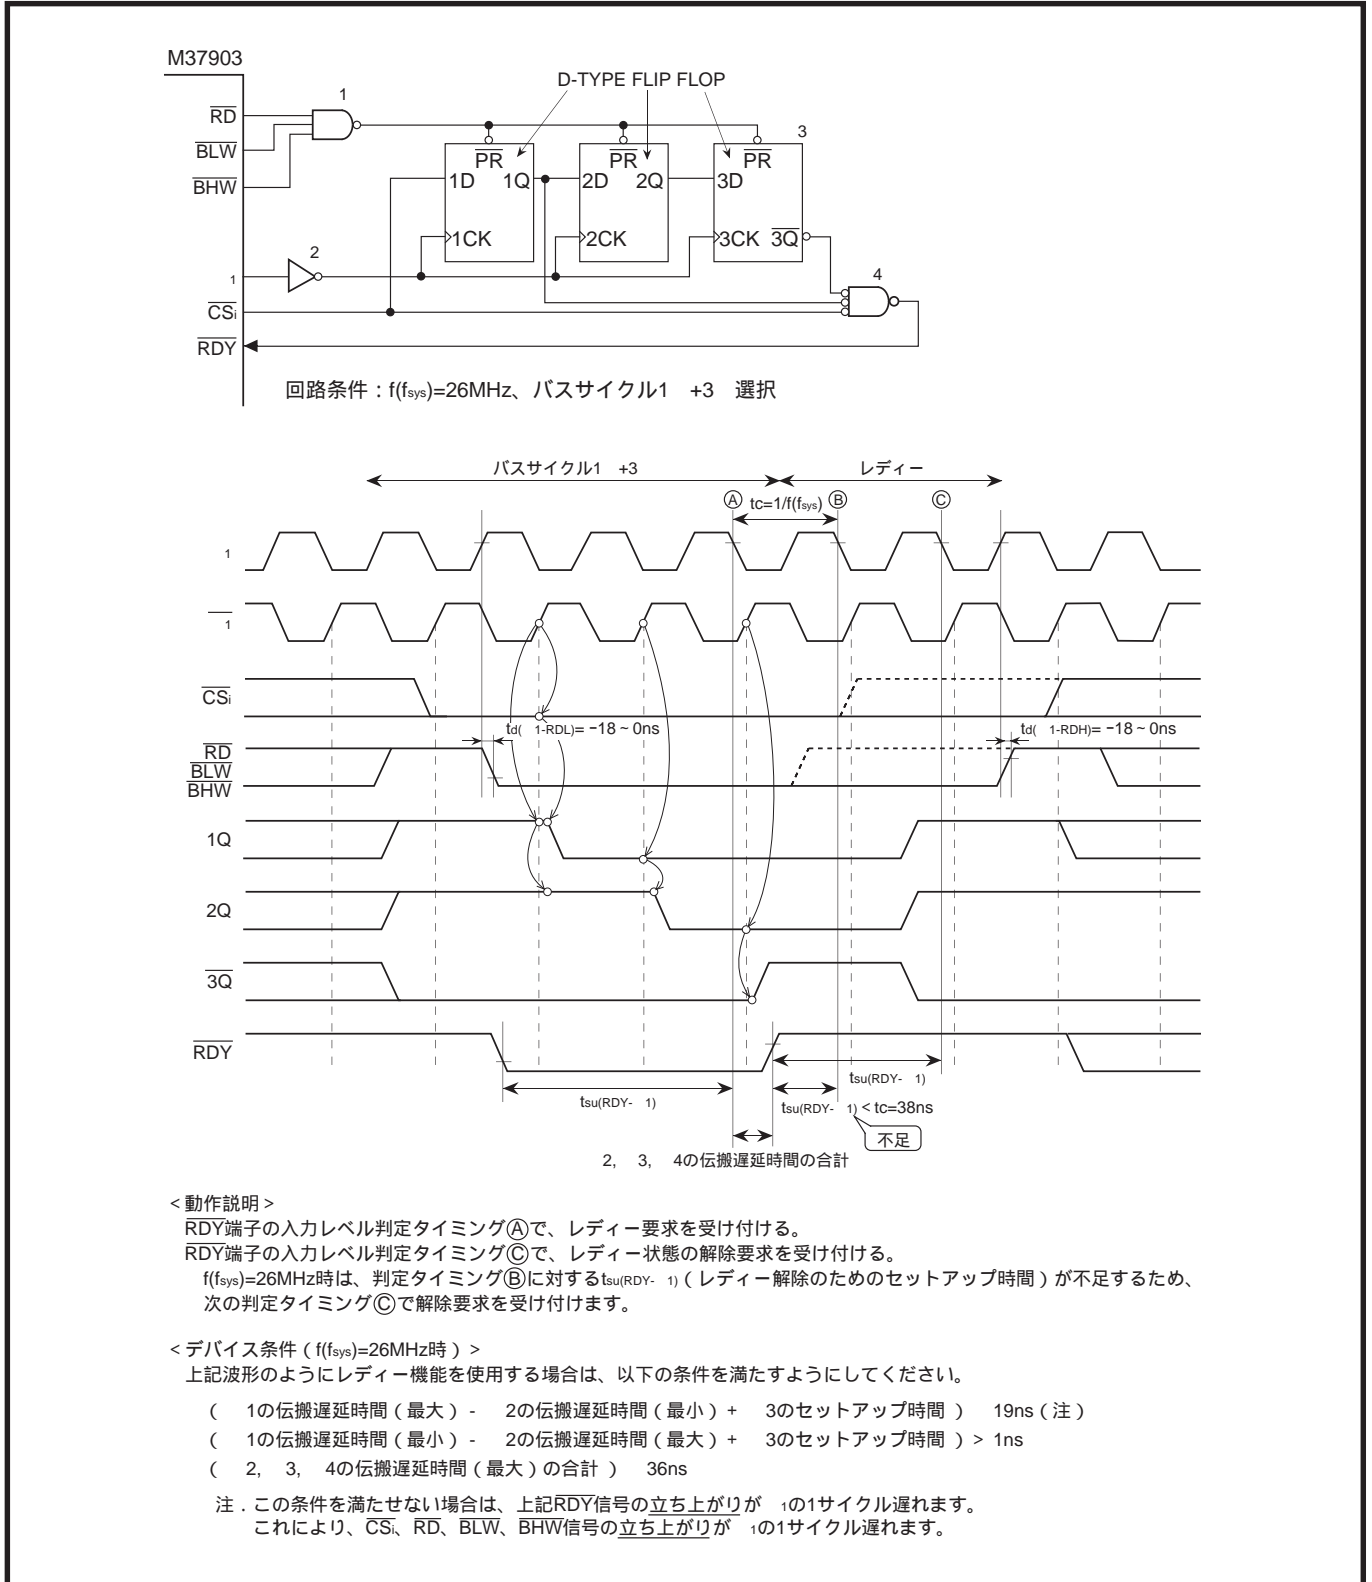 M37903
1
D-TYPE FLIP FLOP
RD
BLW
BHW
3
PR
PR
PR
1D 1Q
2D 2Q
3D
1CK
2CK
3CK 3Q
2
1
4
CSi
RDY
回路条件：f(fsys)=26MHz、バスサイクル1 +3 選択
バスサイクル1 +3
レディー
A
tc=1/f(fsys)
B
C
1
1
CSi
td( 1-RDL)= −18～0ns
td( 1-RDH)= −18～0ns
RD
BLW
BHW
1Q
2Q
3Q
RDY
tsu(RDY- 1)
tsu(RDY- 1)
tsu(RDY- 1) < tc=38ns
不足
2, 3, 4の伝搬遅延時間の合計
＜動作説明＞
RDY端子の入力レベル判定タイミングⒶで、レディー要求を受け付ける。
RDY端子の入力レベル判定タイミングⒸで、レディー状態の解除要求を受け付ける。
f(fsys)=26MHz時は、判定タイミングⒷに対するtsu(RDY- 1)（レディー解除のためのセットアップ時間）が不足するため、
次の判定タイミングⒸで解除要求を受け付けます。
＜デバイス条件（f(fsys)=26MHz時）＞
上記波形のようにレディー機能を使用する場合は、以下の条件を満たすようにしてください。
（ 1の伝搬遅延時間（最大）- 2の伝搬遅延時間（最小）+ 3のセットアップ時間） 19ns（注）
（ 1の伝搬遅延時間（最小）- 2の伝搬遅延時間（最大）+ 3のセットアップ時間）> 1ns
（ 2, 3, 4の伝搬遅延時間（最大）の合計） 36ns
注．この条件を満たせない場合は、上記RDY信号の立ち上がりが 1の1サイクル遅れます。
これにより、CSi、RD、BLW、BHW信号の立ち上がりが 1の1サイクル遅れます。